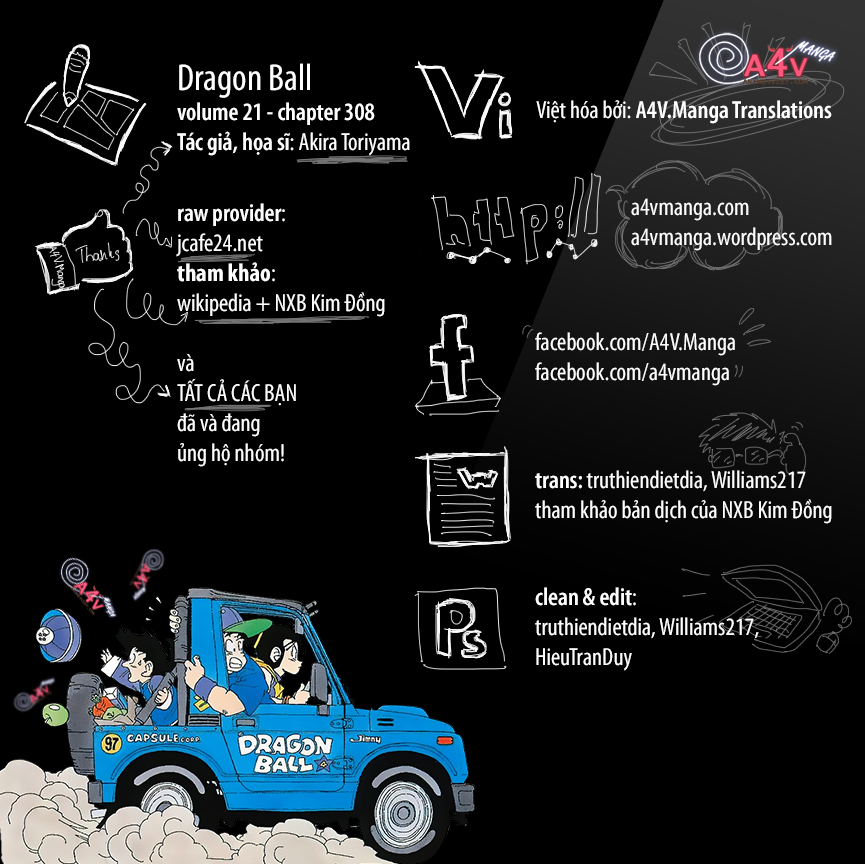 Dragon Ball
volume 21 - chapter 308
Tác giả, họa sĩ: Akira Toriyama
Thanks
A4V Manga
raw provider:
jcafe24.net
tham khảo:
wikipedia + NXB Kim Đồng
và
TẤT CẢ CÁC BẠN
đã và đang
ủng hộ nhóm!
A4V MANGA
Vi
Việt hóa bởi: A4V.Manga Translations
http://
a4vmanga.com
a4vmanga.wordpress.com
f
facebook.com/A4V.Manga
facebook.com/a4vmanga
W
trans: truthiendietdia, Williams217
tham khảo bản dịch của NXB Kim Đồng
Ps
clean & edit:
truthiendietdia, Williams217,
HieuTranDuy
A4V
A4V
A4V
97 CAPSULE CORP.
DRAGON
BALL
Jimny